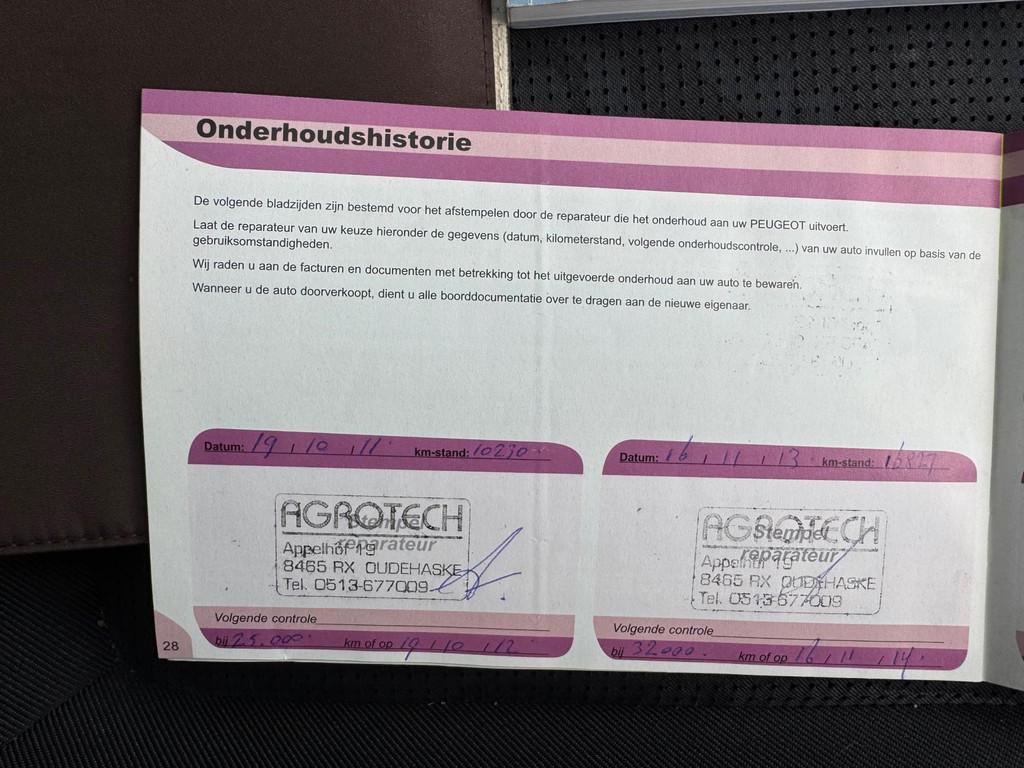 Onderhoudshistorie
De volgende bladzijden zijn bestemd voor het afstempelen door de reparateur die het onderhoud aan uw PEUGEOT uitvoert.
Laat de reparateur van uw keuze hieronder de gegevens (datum, kilometerstand, volgende onderhoudscontrole, ...) van uw auto invullen op basis van de
gebruiksomstandigheden.
Wij raden u aan de facturen en documenten met betrekking tot het uitgevoerde onderhoud aan uw auto te bewaren.
Wanneer u de auto doorverkoopt, dient u alle boorddocumentatie over te dragen aan de nieuwe eigenaar.
Datum: 19 / 10 / 11 km-stand: 10230
AGROTECH
Stempel
reparateur
Appelhof 19
8465 RX OUDEHASKE
Tel. 0513-677009
Volgende controle
bij 25.000 km of op 19 / 10 / 12
Datum: 16 / 11 / 13 km-stand: 16827
AGROTECH
Stempel
reparateur
Appelhof 19
8465 RX OUDEHASKE
Tel. 0513-677009
Volgende controle
bij 32000 km of op 16 / 11 / 14
28